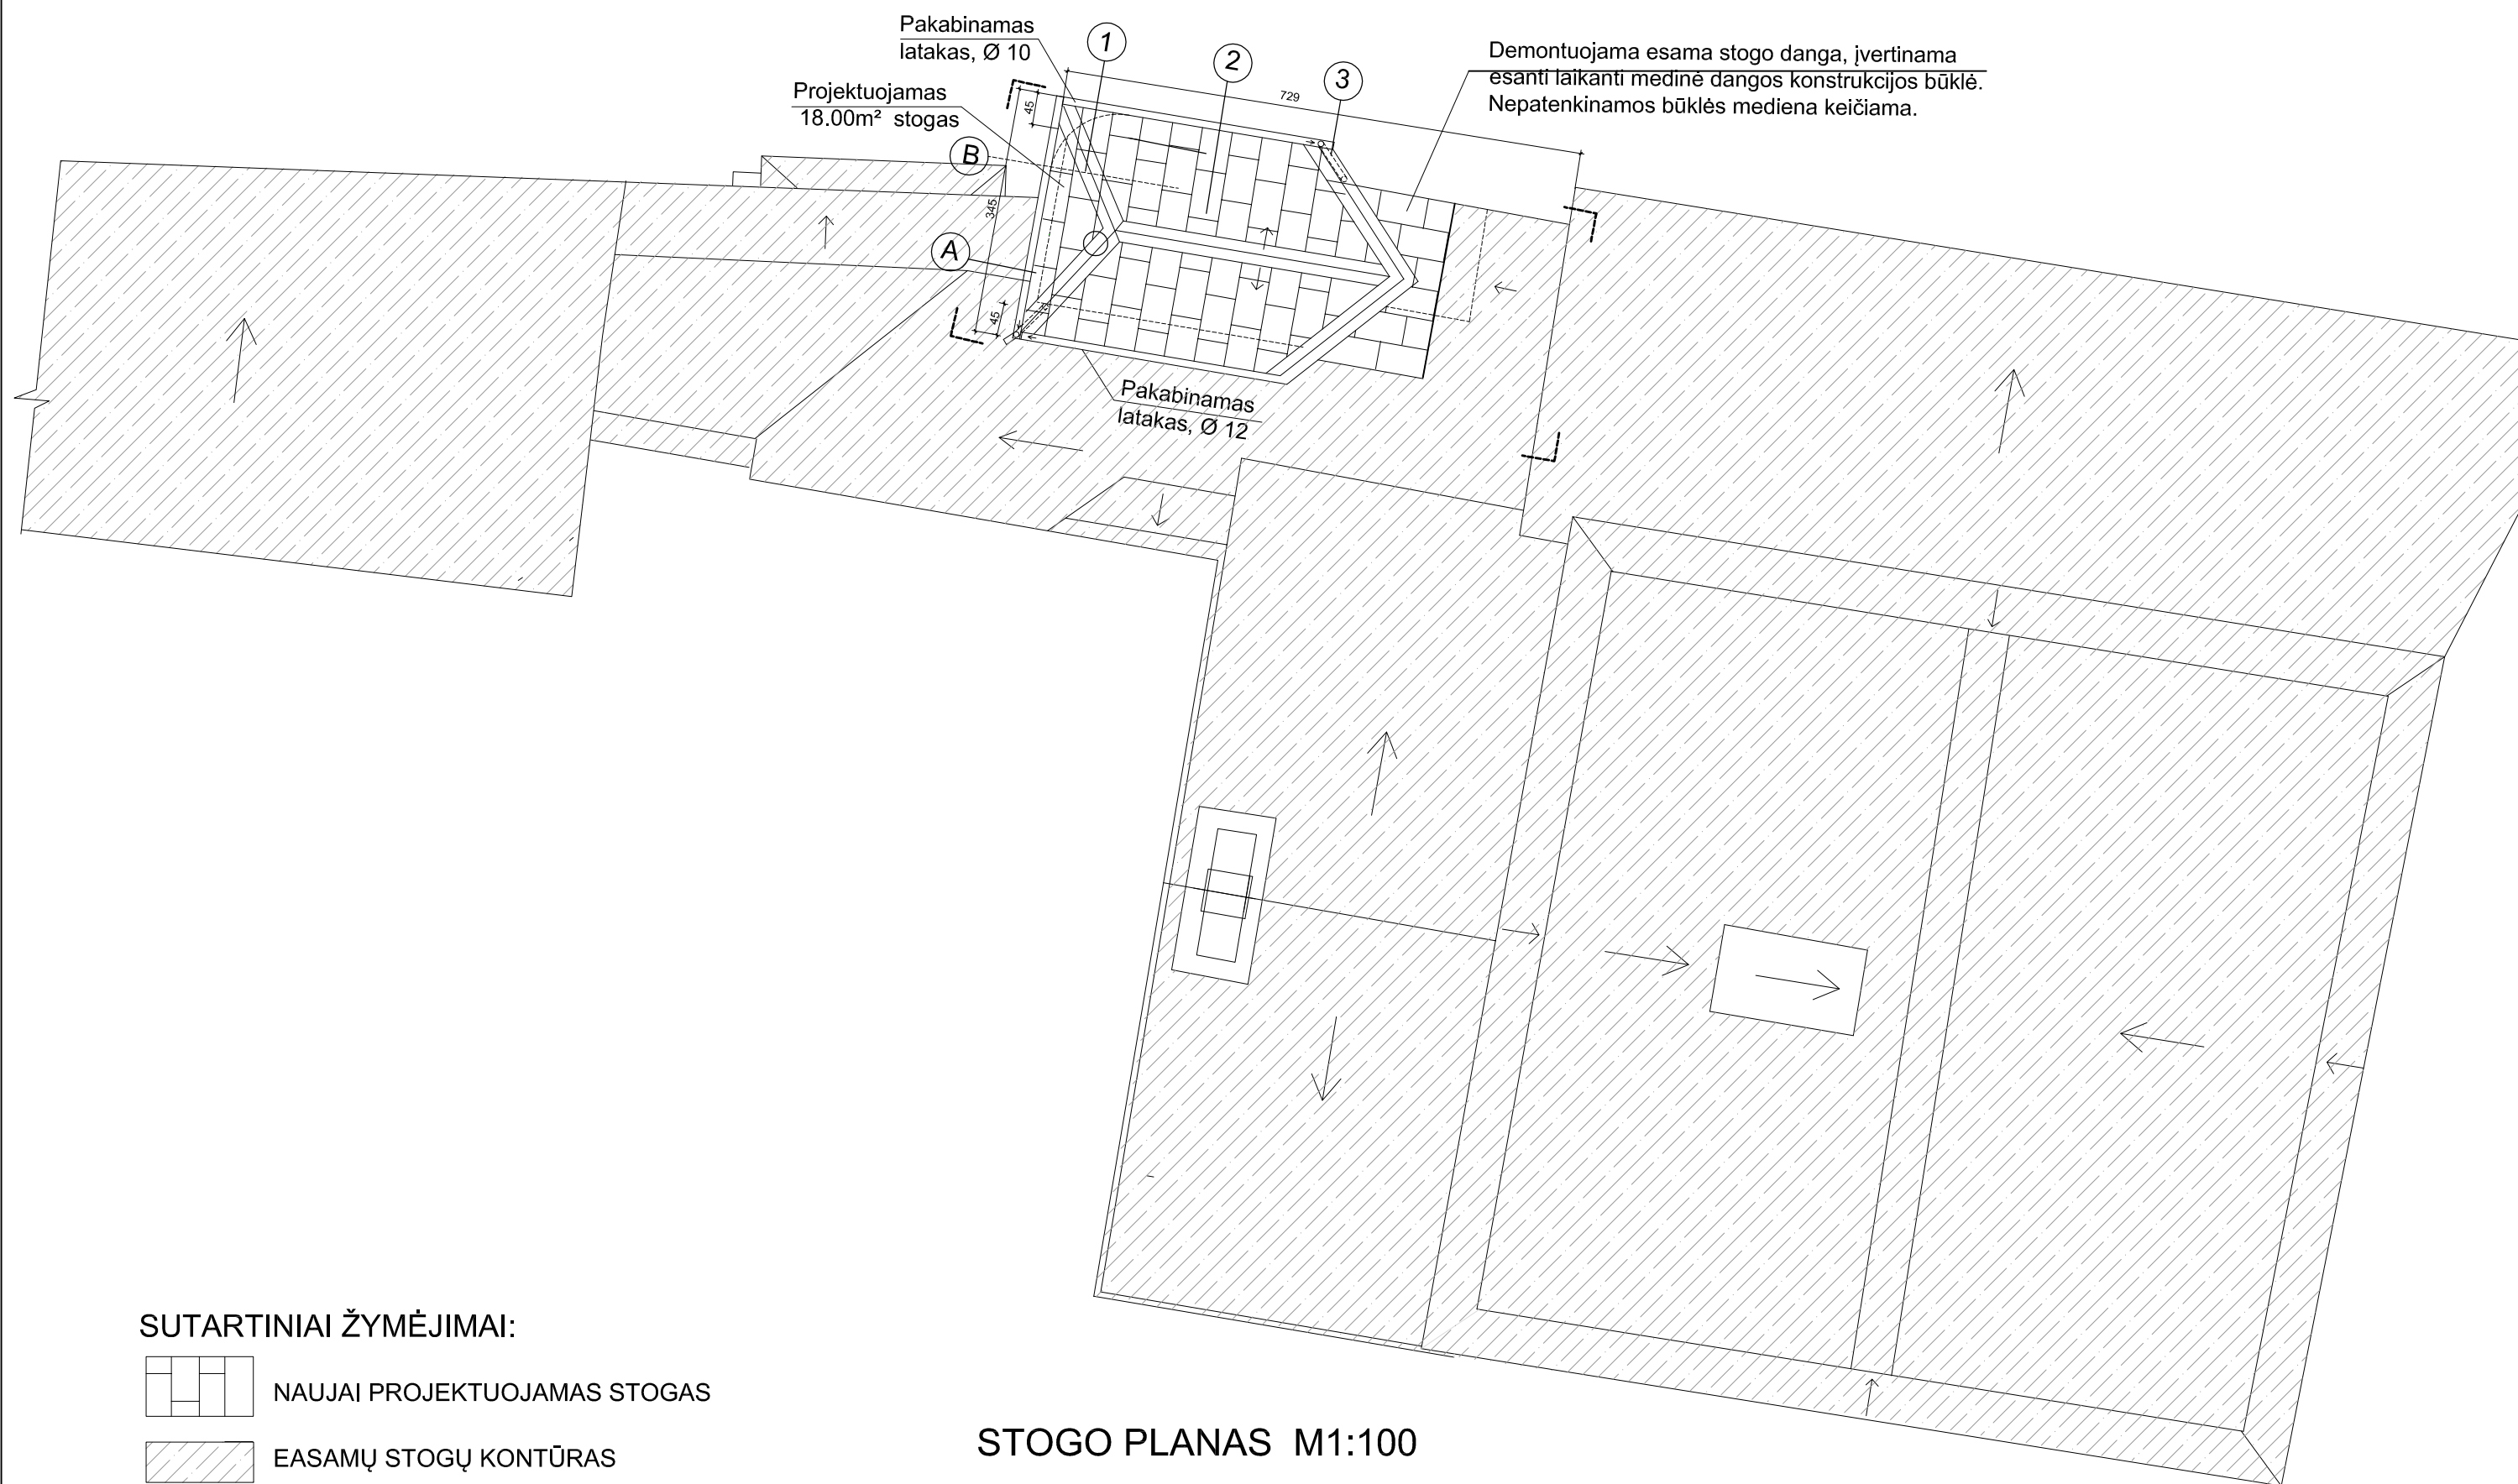 Pakabinamas
latakas, Ø 10
1
2
3
Demontuojama esama stogo danga, įvertinama
esanti laikanti medinė dangos konstrukcijos būklė.
Nepatenkinamos būklės mediena keičiama.
Projektuojamas
18.00m² stogas
729
45
B
345
A
45
Pakabinamas
latakas, Ø 12
SUTARTINIAI ŽYMĖJIMAI:
NAUJAI PROJEKTUOJAMAS STOGAS
EASAMŲ STOGŲ KONTŪRAS
STOGO PLANAS M1:100